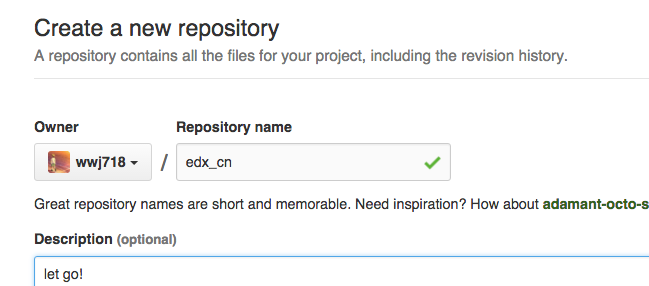 Create a new repository
A repository contains all the files for your project, including the revision history.
Owner Repository name
wwj718 / edx_cn
Great repository names are short and memorable. Need inspiration? How about adamant-octo-s
Description (optional)
let go!